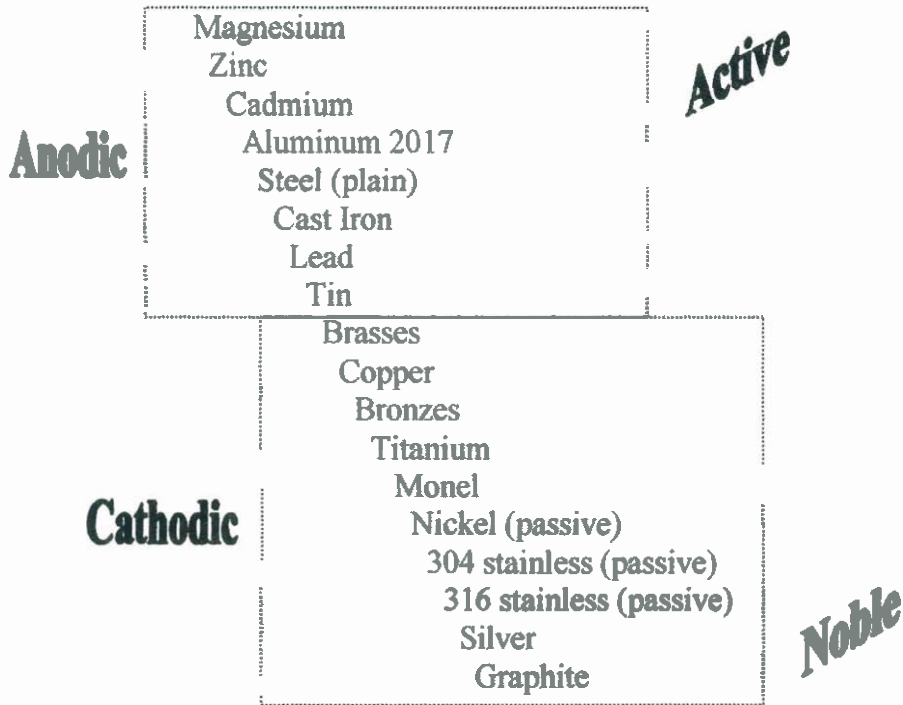 Magnesium
Zinc
Active
Cadmium
Aluminum 2017
Anodic
Steel (plain)
Cast Iron
Lead
Tin
Brasses
Copper
Bronzes
Titanium
Monel
Cathodic
Nickel (passive)
304 stainless (passive)
316 stainless (passive)
Noble
Silver
Graphite